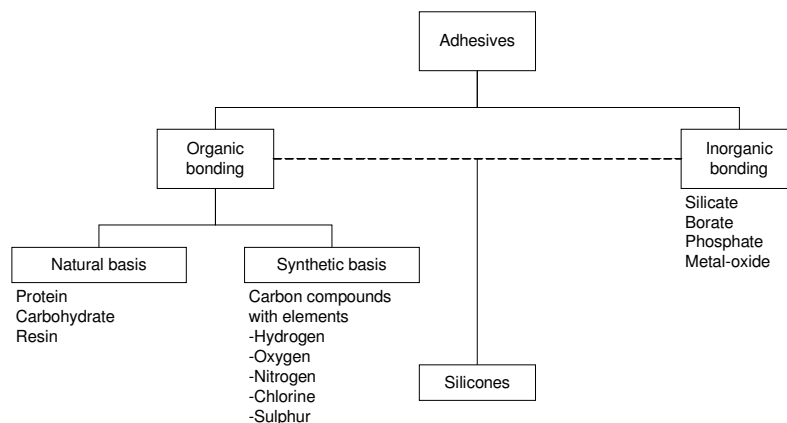 Adhesives
Organic
bonding
Inorganic
bonding
Silicate
Borate
Phosphate
Metal-oxide
Natural basis
Synthetic basis
Protein
Carbohydrate
Resin
Carbon compounds
with elements
-Hydrogen
-Oxygen
-Nitrogen
-Chlorine
-Sulphur
Silicones